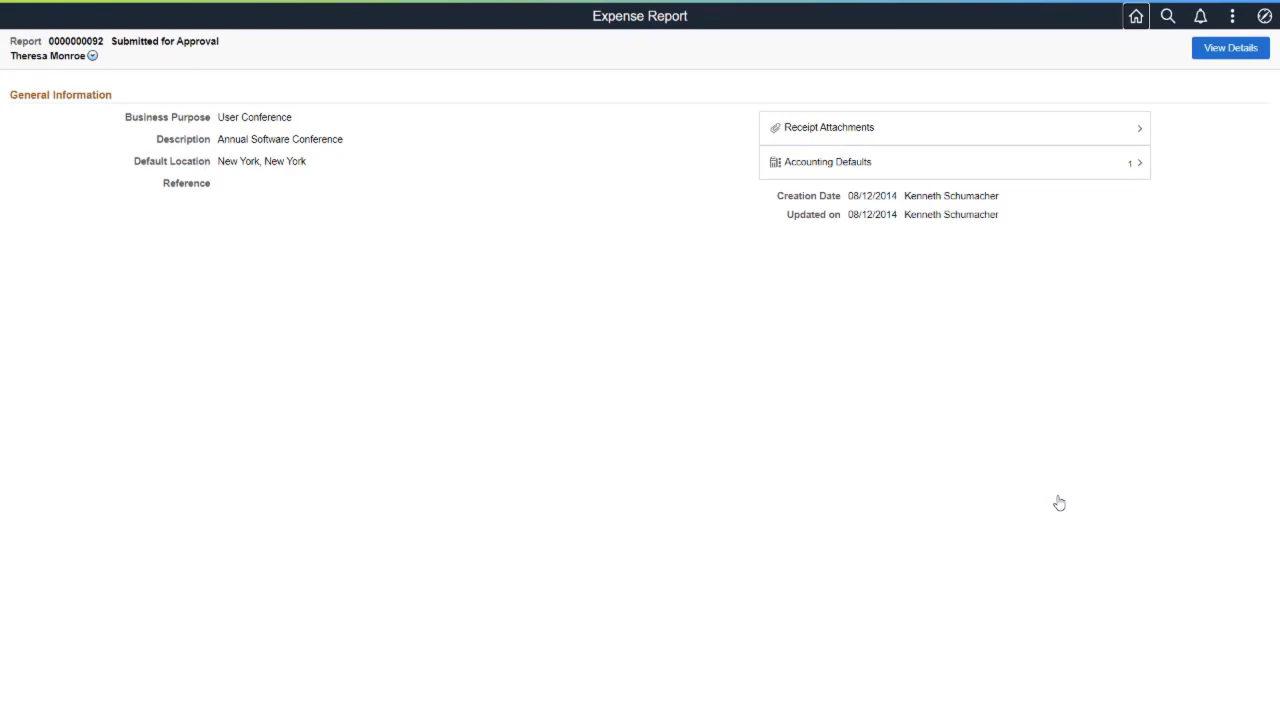 Expense Report
Report 0000000092 Submitted for Approval
Theresa Monroe
View Details
General Information
Business Purpose User Conference
Description Annual Software Conference
Default Location New York, New York
Reference
Receipt Attachments
Accounting Defaults 1
Creation Date 08/12/2014 Kenneth Schumacher
Updated on 08/12/2014 Kenneth Schumacher